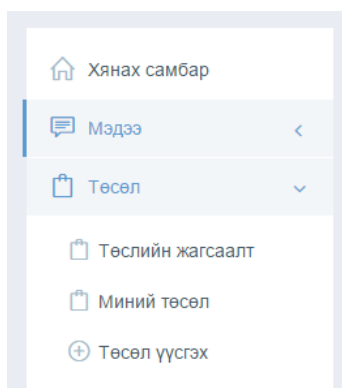 Хянах самбар
Мэдээ
Төсөл
Төслийн жагсаалт
Миний төсөл
Төсөл үүсгэх